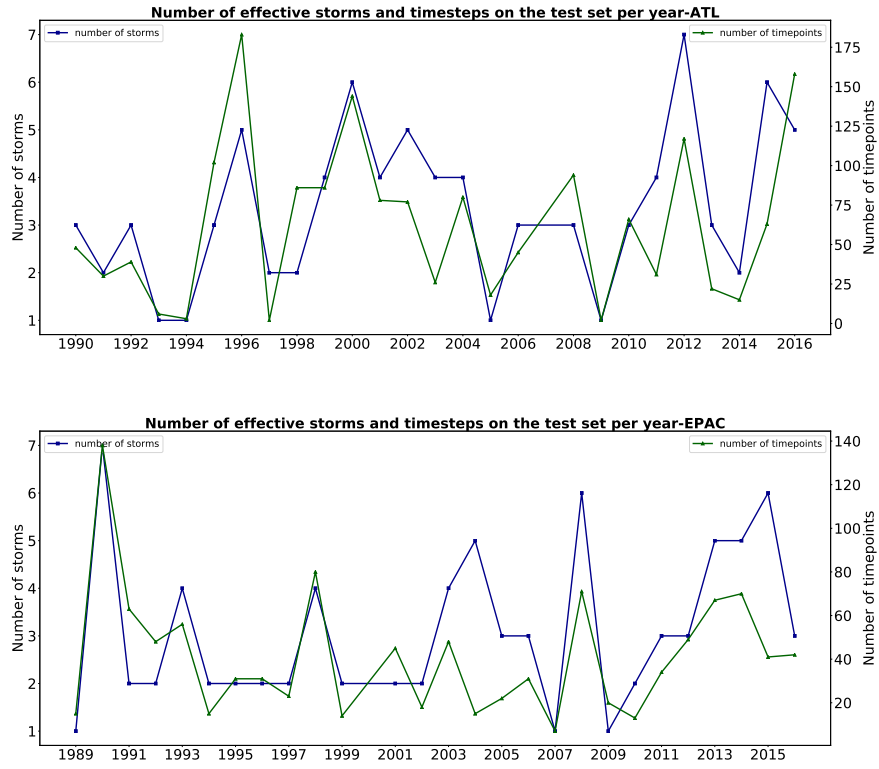 Number of effective storms and timesteps on the test set per year-ATL
number of storms
number of timepoints
Number of storms
7
6
5
4
3
2
1
175
150
125
100
75
50
25
0
Number of timepoints
1990 1992 1994 1996 1998 2000 2002 2004 2006 2008 2010 2012 2014 2016
Number of effective storms and timesteps on the test set per year-EPAC
number of storms
number of timepoints
Number of storms
7
6
5
4
3
2
1
140
120
100
80
60
40
20
Number of timepoints
1989 1991 1993 1995 1997 1999 2001 2003 2005 2007 2009 2011 2013 2015